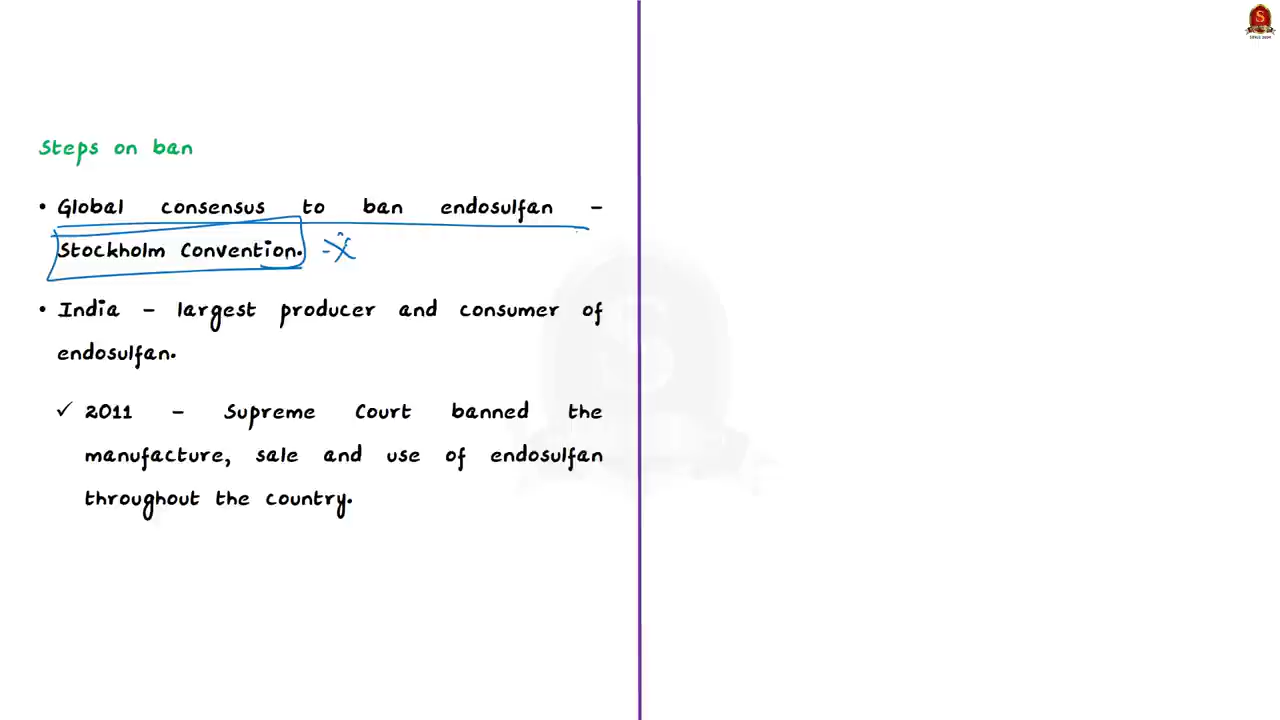 Steps on ban
• Global consensus to ban endosulfan -
Stockholm Convention.
• India - largest producer and consumer of
endosulfan.
✓ 2011 - Supreme Court banned the
manufacture, sale and use of endosulfan
throughout the country.